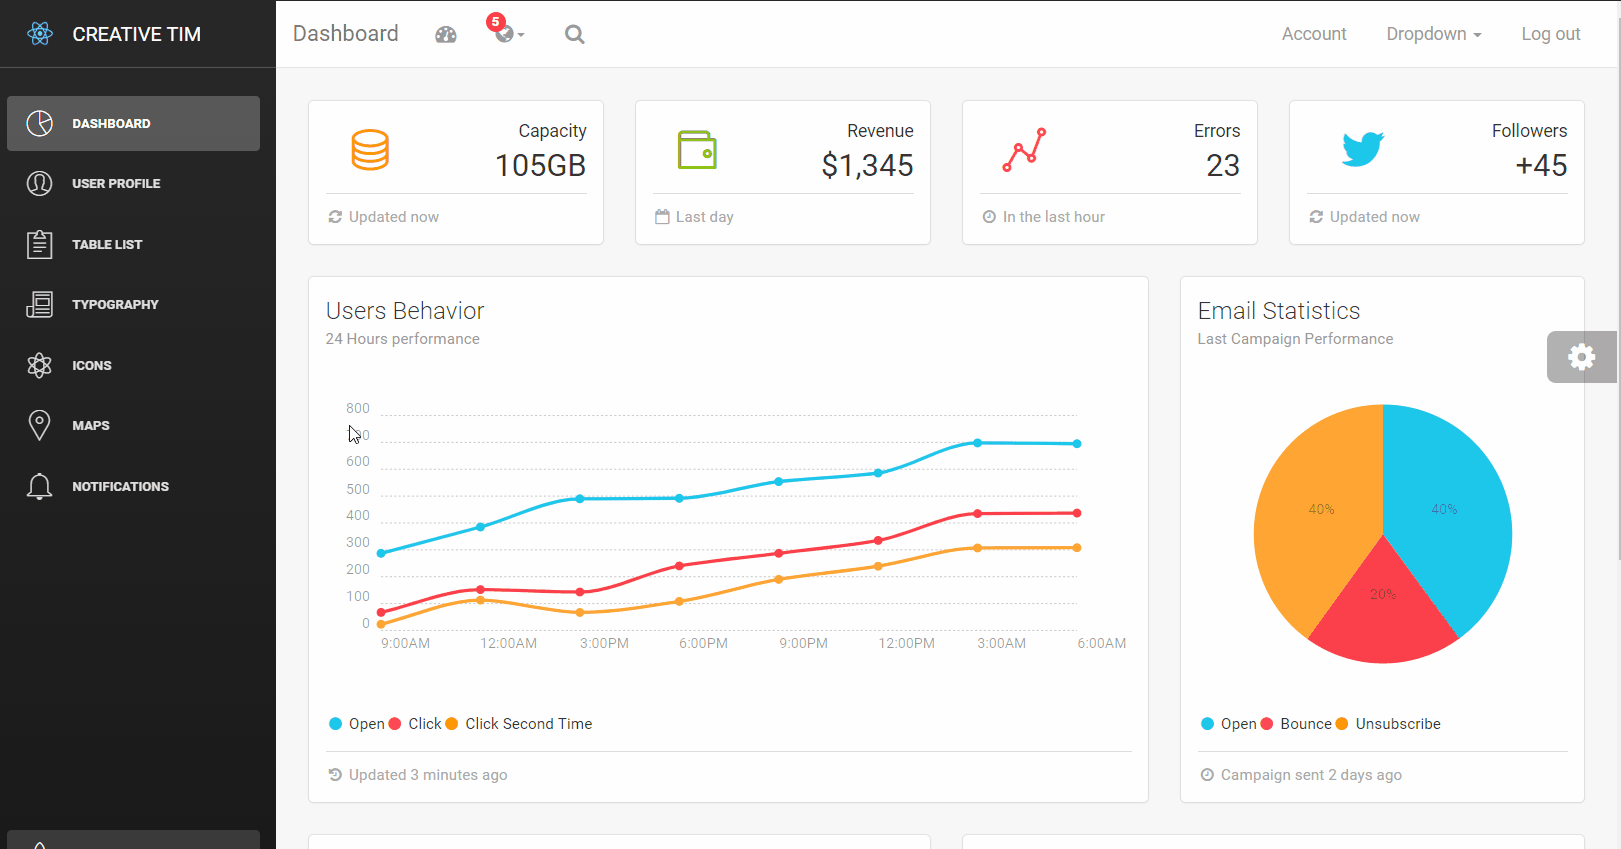 CREATIVE TIM
DASHBOARD
USER PROFILE
TABLE LIST
TYPOGRAPHY
ICONS
MAPS
NOTIFICATIONS
Dashboard
5
Account
Dropdown
Log out
Capacity
105GB
Updated now
Revenue
$1,345
Last day
Errors
23
In the last hour
Followers
+45
Updated now
Users Behavior
24 Hours performance
800
600
500
400
300
200
100
0
9:00AM 12:00AM 3:00PM 6:00PM 9:00PM 12:00PM 3:00AM 6:00AM
Open Click Click Second Time
Updated 3 minutes ago
Email Statistics
Last Campaign Performance
40% 40%
20%
Open Bounce Unsubscribe
Campaign sent 2 days ago